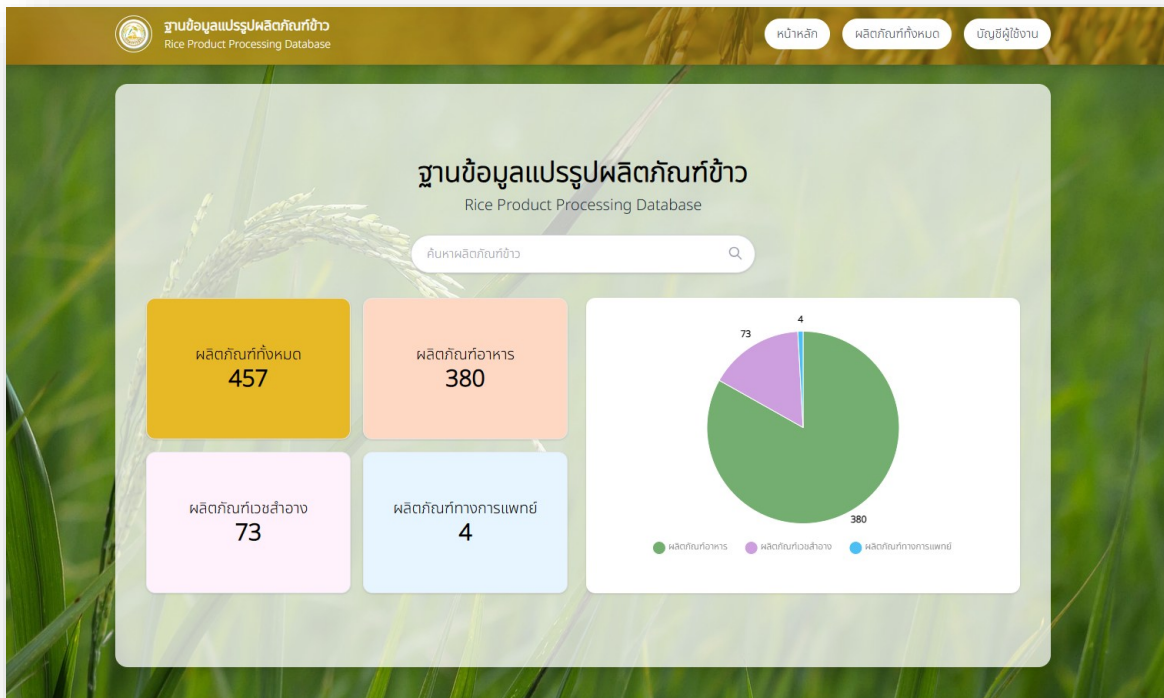 ฐานข้อมูลแปรรูปผลิตภัณฑ์ข้าว
Rice Product Processing Database
หน้าหลัก
ผลิตภัณฑ์ทั้งหมด
บัญชีผู้ใช้งาน
ฐานข้อมูลแปรรูปผลิตภัณฑ์ข้าว
Rice Product Processing Database
ค้นหาผลิตภัณฑ์ข้าว
ผลิตภัณฑ์ทั้งหมด
457
ผลิตภัณฑ์อาหาร
380
ผลิตภัณฑ์เวชสำอาง
73
ผลิตภัณฑ์ทางการแพทย์
4
4
73
380
ผลิตภัณฑ์อาหาร
ผลิตภัณฑ์เวชสำอาง
ผลิตภัณฑ์ทางการแพทย์